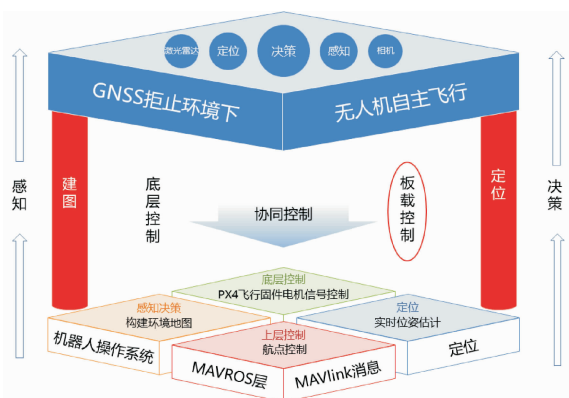 激光雷达
定位
决策
感知
相机
GNSS拒止环境下
无人机自主飞行
感知
建图
底层控制
协同控制
板载控制
定位
决策
底层控制
PX4飞行固件电机信号控制
感知决策
构建环境地图
定位
实时位姿估计
上层控制
航点控制
机器人操作系统
MAVROS层
MAVlink消息
定位